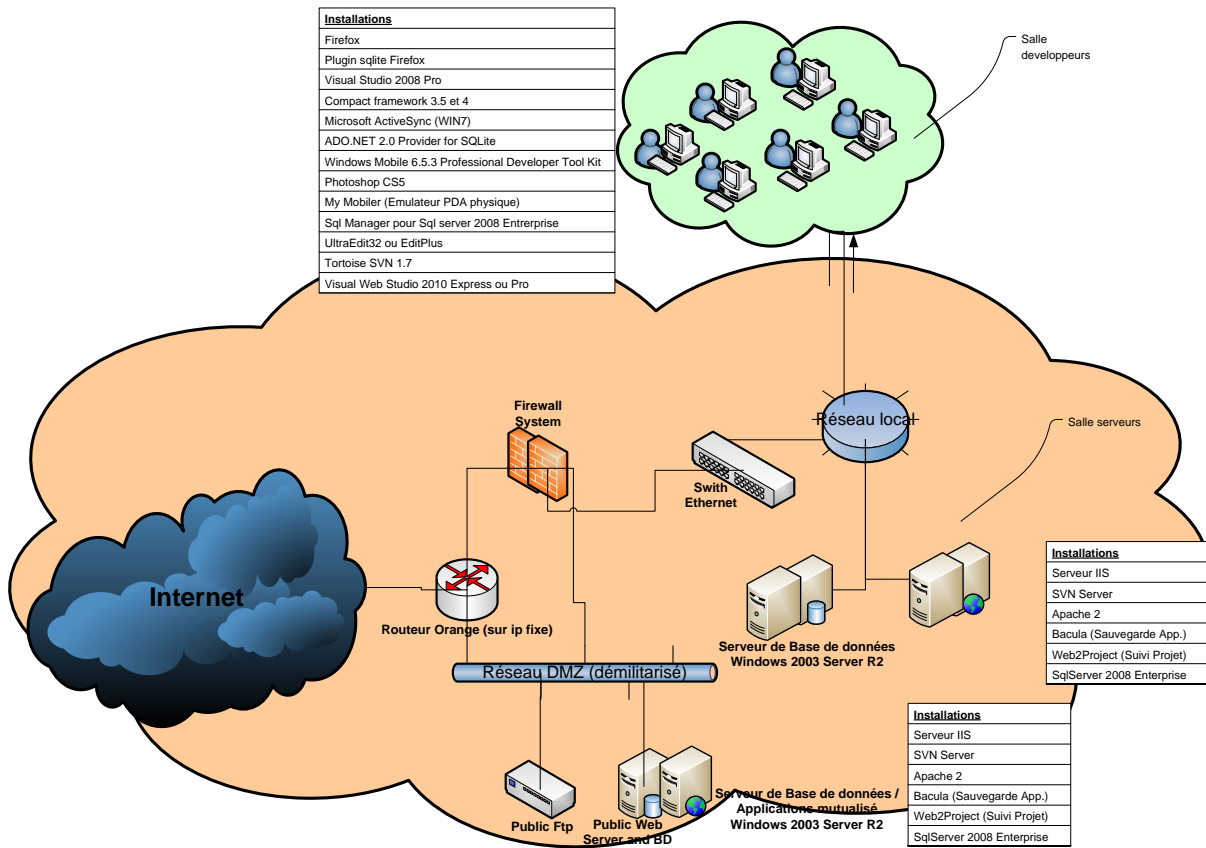 Installations
Firefox
Plugin sqlite Firefox
Visual Studio 2008 Pro
Compact framework 3.5 et 4
Microsoft ActiveSync (WIN7)
ADO.NET 2.0 Provider for SQLite
Windows Mobile 6.5.3 Professional Developer Tool Kit
Photoshop CS5
My Mobiler (Emulateur PDA physique)
Sql Manager pour Sql server 2008 Entrerprise
UltraEdit32 ou EditPlus
Tortoise SVN 1.7
Visual Web Studio 2010 Express ou Pro
Salle
developpeurs
Firewall
System
Réseau local
Salle serveurs
Swith
Ethernet
Internet
Routeur Orange (sur ip fixe)
Serveur de Base de données
Windows 2003 Server R2
Installations
Serveur IIS
SVN Server
Apache 2
Bacula (Sauvegarde App.)
Web2Project (Suivi Projet)
SqlServer 2008 Enterprise
Réseau DMZ (démilitarisé)
Public Ftp
Public Web
Server and BD
Serveur de Base de données /
Applications mutualisé
Windows 2003 Server R2
Installations
Serveur IIS
SVN Server
Apache 2
Bacula (Sauvegarde App.)
Web2Project (Suivi Projet)
SqlServer 2008 Enterprise